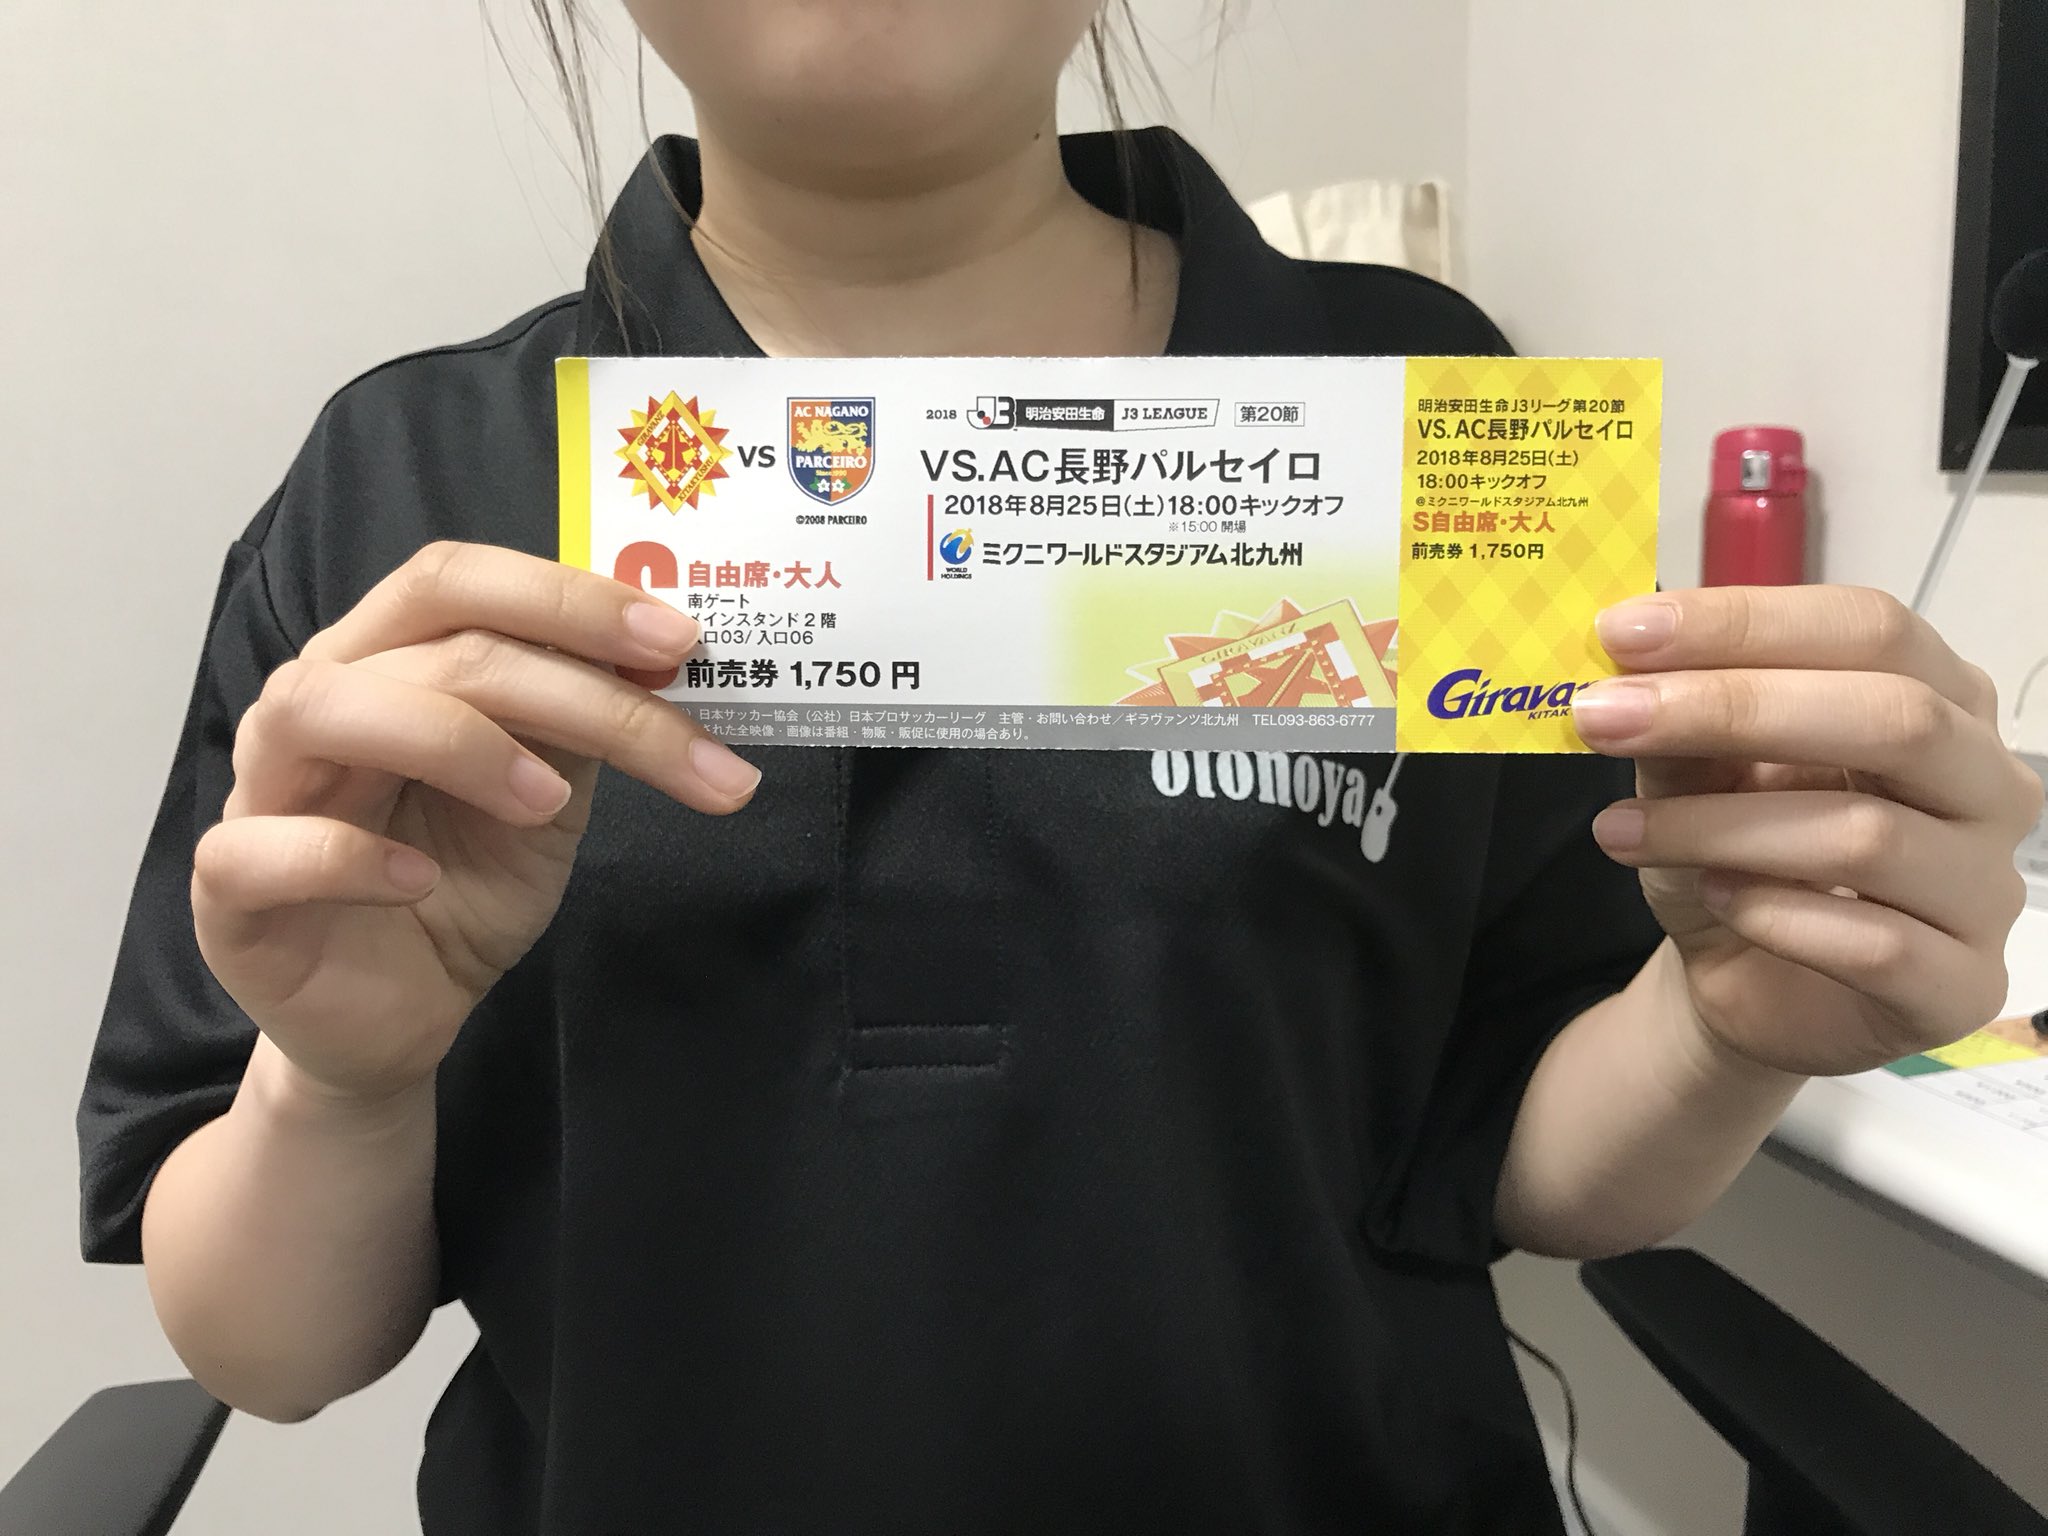 GIRAVANZ
KITAKYUSHU
VS
AC NAGANO
PARCEIRO
©2008 PARCEIRO
2018 J3 明治安田生命 J3 LEAGUE 第20節
VS.AC長野パルセイロ
2018年8月25日(土)18:00キックオフ
※15:00 開場
WORLD
HOLDINGS
ミクニワールドスタジアム北九州
S 自由席・大人
南ゲート
メインスタンド2階
入口03/入口06
前売券 1,750 円
日本サッカー協会（公社）日本プロサッカーリーグ 主管・お問い合わせ／ギラヴァンツ北九州 TEL093-863-6777
された全映像・画像は番組・物販・販促に使用の場合あり。
明治安田生命J3リーグ第20節
VS.AC長野パルセイロ
2018年8月25日(土)
18:00キックオフ
@ミクニワールドスタジアム北九州
S自由席・大人
前売券 1,750円
Girava
KITAK
otonoya